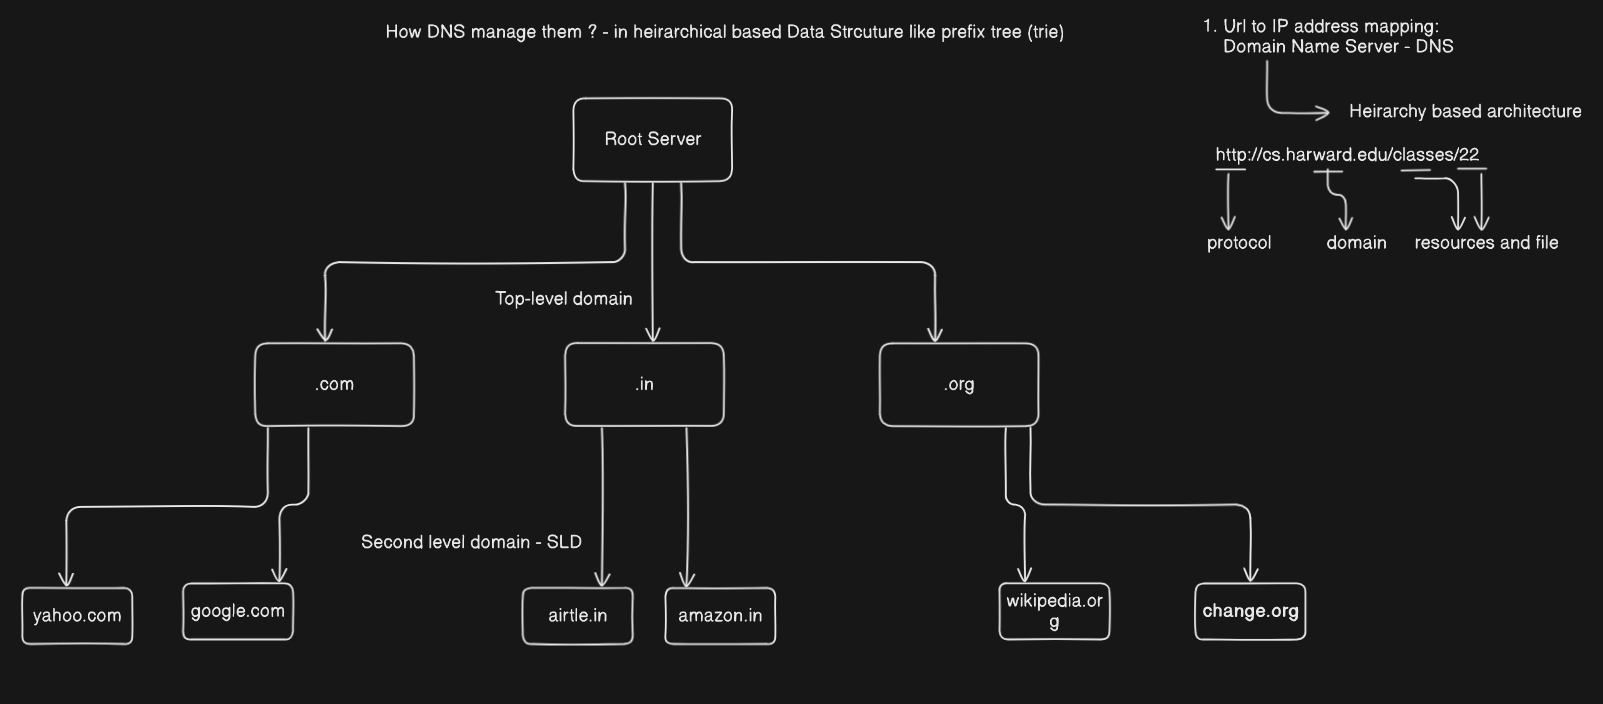 How DNS manage them ? - in heirarchical based Data Strcuture like prefix tree (trie)
1. Url to IP address mapping:
Domain Name Server - DNS
Heirarchy based architecture
http://cs.harward.edu/classes/22
protocol
domain
resources and file
Root Server
Top-level domain
.com
.in
.org
Second level domain - SLD
yahoo.com
google.com
airtle.in
amazon.in
wikipedia.or
g
change.org